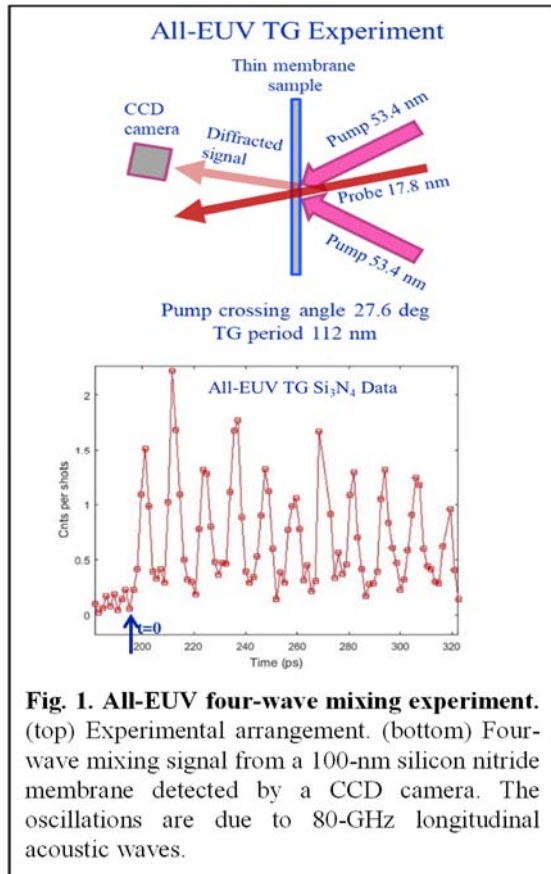 All-EUV TG Experiment
Thin membrane
sample
CCD
camera
Diffracted
signal
Pump 53.4 nm
Probe 17.8 nm
Pump 53.4 nm
Pump crossing angle 27.6 deg
TG period 112 nm
All-EUV TG Si₃N₄ Data
Cnts per shots
2
1.5
1
0.5
0
t=0
200
220
240
260
280
300
320
Time (ps)
Fig. 1. All-EUV four-wave mixing experiment.
(top) Experimental arrangement. (bottom) Four-
wave mixing signal from a 100-nm silicon nitride
membrane detected by a CCD camera. The
oscillations are due to 80-GHz longitudinal
acoustic waves.